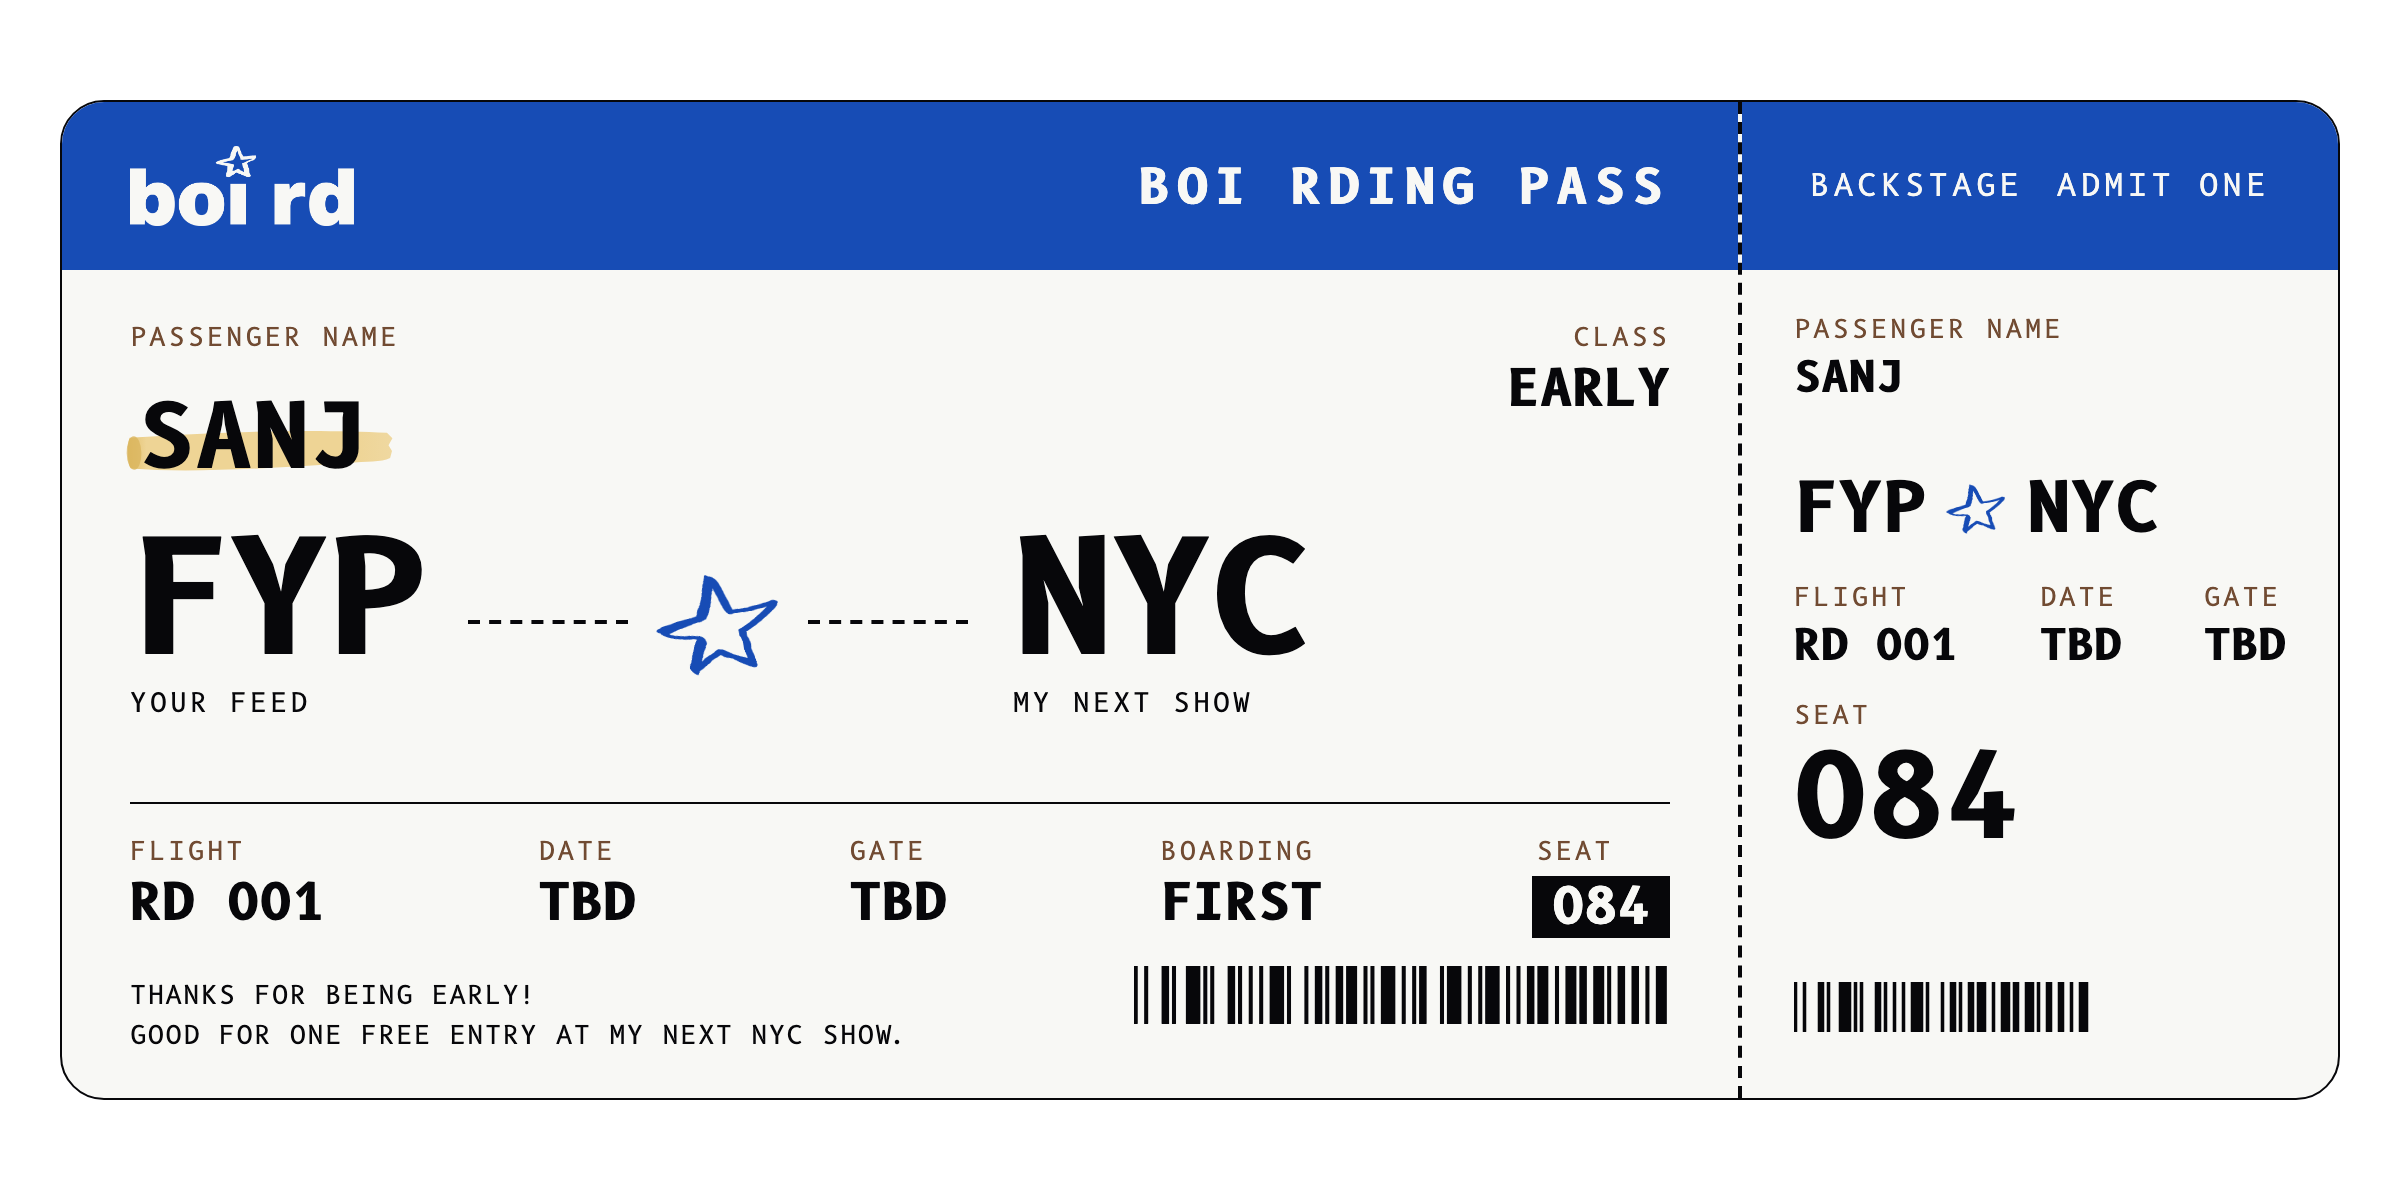 boi rd
BOI RDING PASS
PASSENGER NAME
CLASS
EARLY
SANJ
FYP
NYC
YOUR FEED
MY NEXT SHOW
FLIGHT DATE GATE BOARDING SEAT
RD 001 TBD TBD FIRST 084
THANKS FOR BEING EARLY!
GOOD FOR ONE FREE ENTRY AT MY NEXT NYC SHOW.
BACKSTAGE ADMIT ONE
PASSENGER NAME
SANJ
FYP NYC
FLIGHT DATE GATE
RD 001 TBD TBD
SEAT
084